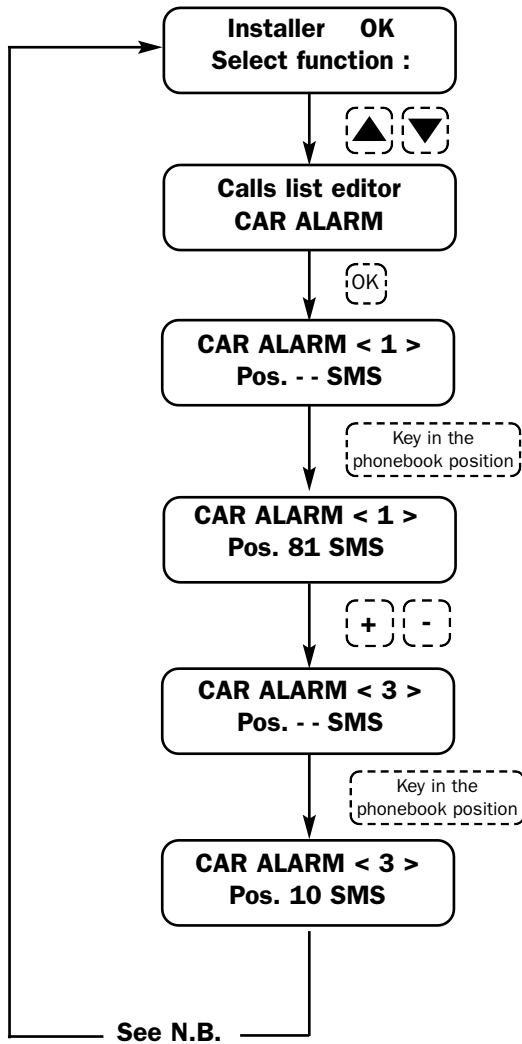 Installer OK
Select function :
Calls list editor
CAR ALARM
OK
CAR ALARM < 1 >
Pos. - - SMS
Key in the
phonebook position
CAR ALARM < 1 >
Pos. 81 SMS
+ -
CAR ALARM < 3 >
Pos. - - SMS
Key in the
phonebook position
CAR ALARM < 3 >
Pos. 10 SMS
See N.B.